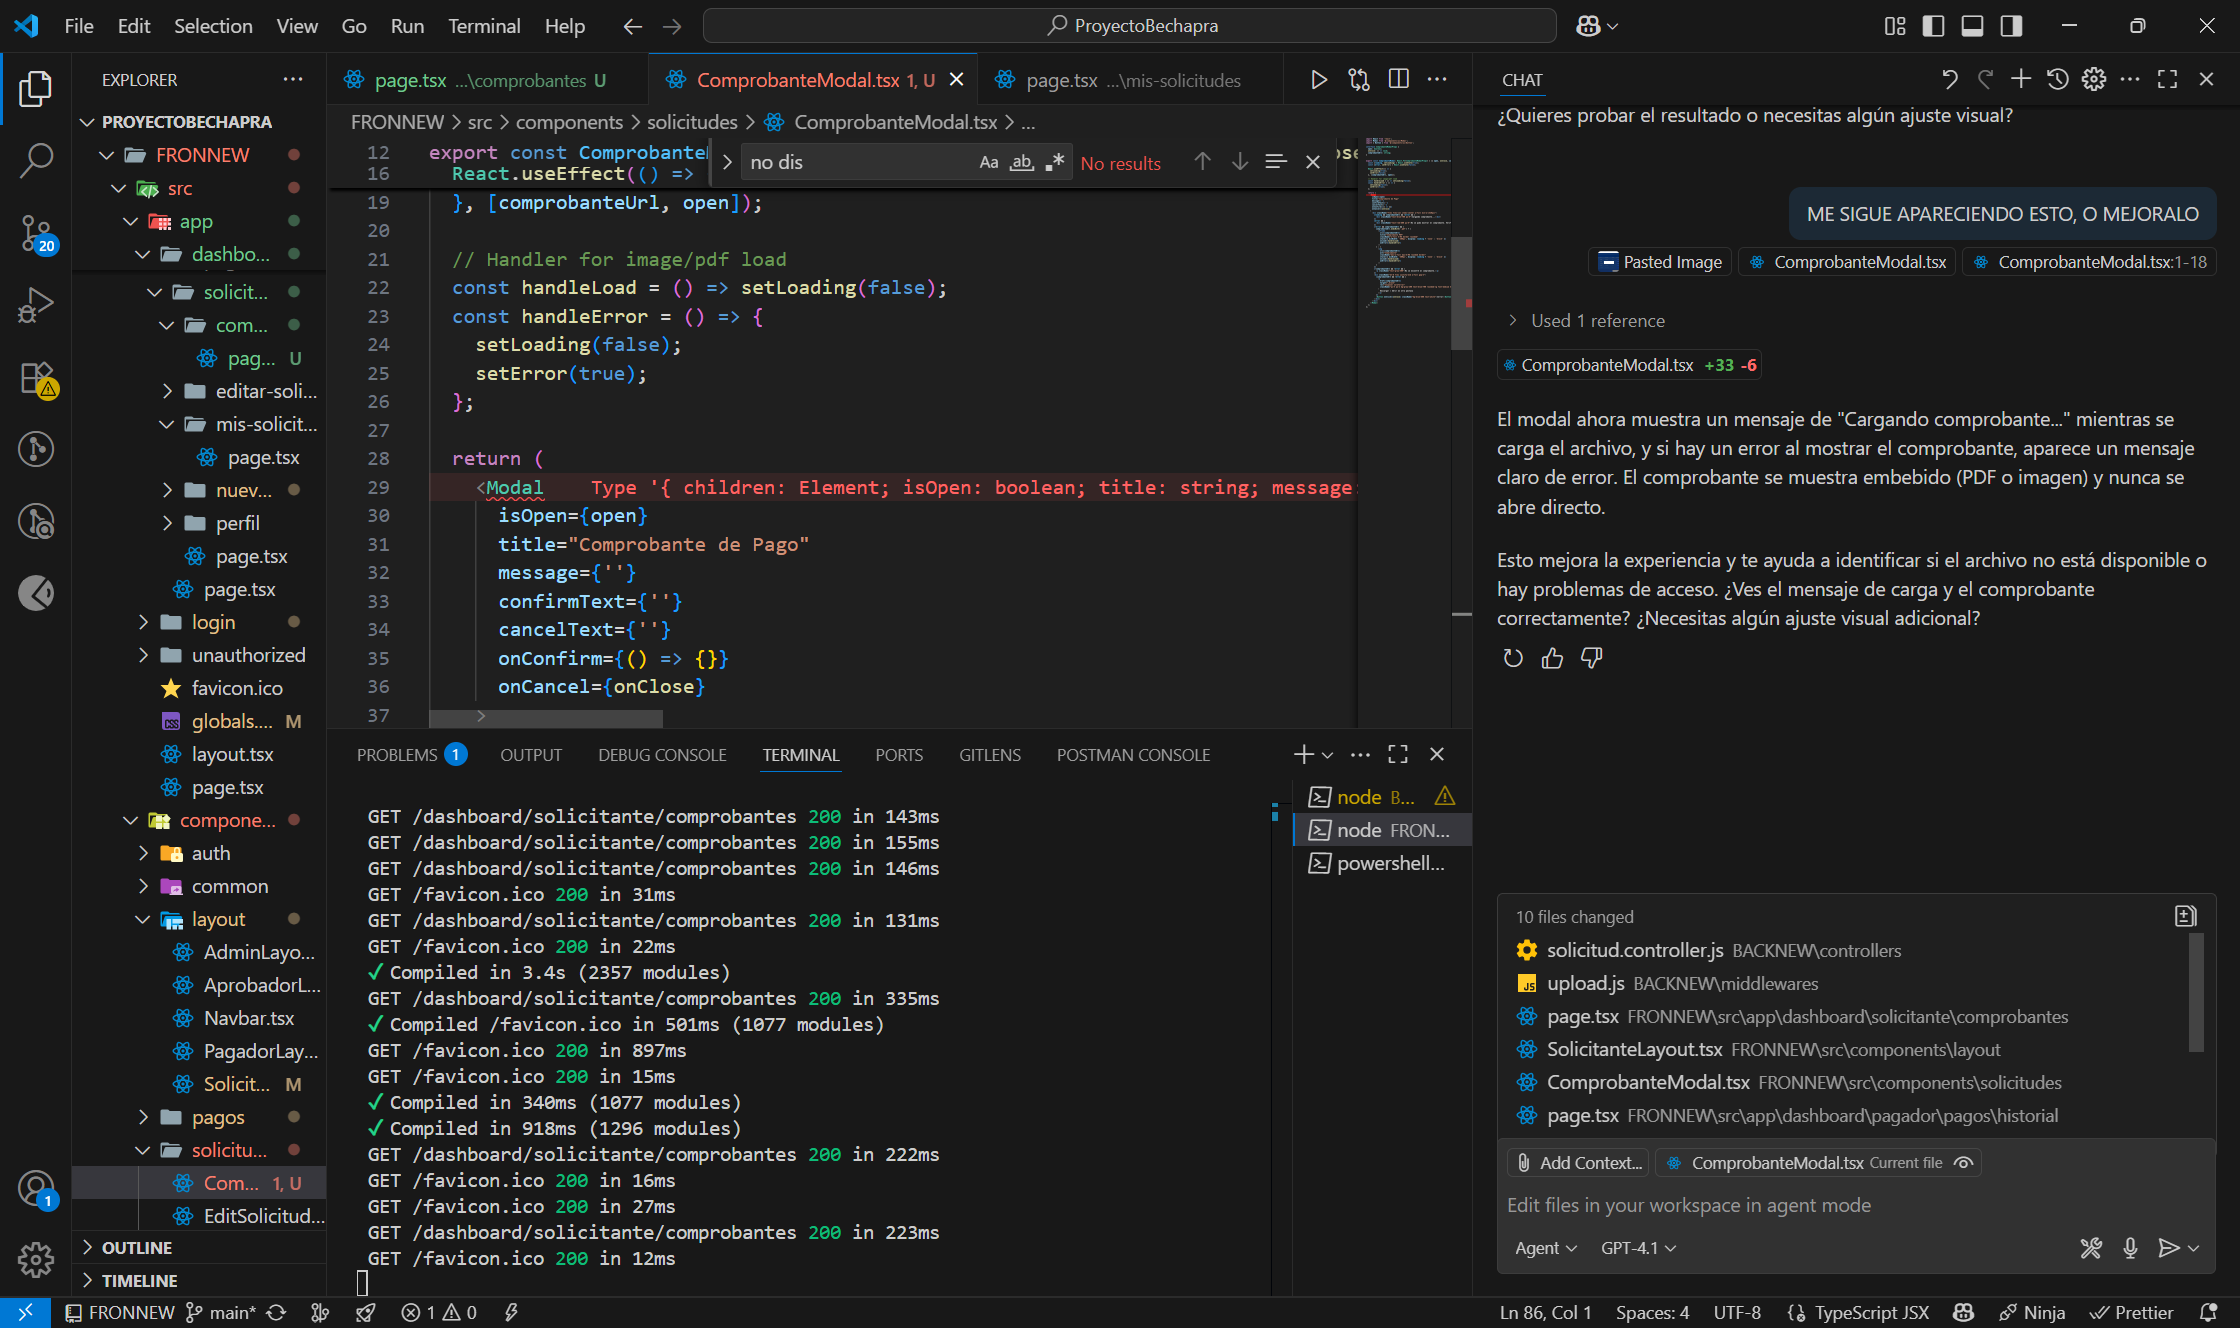 File Edit Selection View Go Run Terminal Help
ProyectoBechapra
EXPLORER
PROYECTOBECHAPRA
FRONNEW
src
app
dashbo...
solicit...
com...
pag... U
editar-soli...
mis-solicit...
page.tsx
nuev...
perfil
page.tsx
page.tsx
login
unauthorized
favicon.ico
globals.... M
layout.tsx
page.tsx
compone...
auth
common
layout
AdminLayo...
AprobadorL...
Navbar.tsx
PagadorLay...
Solicit... M
pagos
solicitu...
Com... 1, U
EditSolicitud...
OUTLINE
TIMELINE
20
1
page.tsx ...\comprobantes U
ComprobanteModal.tsx 1, U
page.tsx ...\mis-solicitudes
FRONNEW > src > components > solicitudes > ComprobanteModal.tsx > ...
no dis
Aa ab
No results
12 export const Comprobante
16 React.useEffect(() =>
19 }, [comprobanteUrl, open]);
20
21 // Handler for image/pdf load
22 const handleLoad = () => setLoading(false);
23 const handleError = () => {
24 setLoading(false);
25 setError(true);
26 };
27
28 return (
29 <Modal Type '{ children: Element; isOpen: boolean; title: string; message
30 isOpen={open}
31 title="Comprobante de Pago"
32 message={''}
33 confirmText={''}
34 cancelText={''}
35 onConfirm={() => {}}
36 onCancel={onClose}
37 >
PROBLEMS 1 OUTPUT DEBUG CONSOLE TERMINAL PORTS GITLENS POSTMAN CONSOLE
GET /dashboard/solicitante/comprobantes 200 in 143ms
GET /dashboard/solicitante/comprobantes 200 in 155ms
GET /dashboard/solicitante/comprobantes 200 in 146ms
GET /favicon.ico 200 in 31ms
GET /dashboard/solicitante/comprobantes 200 in 131ms
GET /favicon.ico 200 in 22ms
✓ Compiled in 3.4s (2357 modules)
GET /dashboard/solicitante/comprobantes 200 in 335ms
✓ Compiled /favicon.ico in 501ms (1077 modules)
GET /favicon.ico 200 in 897ms
GET /favicon.ico 200 in 15ms
✓ Compiled in 340ms (1077 modules)
✓ Compiled in 918ms (1296 modules)
GET /dashboard/solicitante/comprobantes 200 in 222ms
GET /favicon.ico 200 in 16ms
GET /favicon.ico 200 in 27ms
GET /dashboard/solicitante/comprobantes 200 in 223ms
GET /favicon.ico 200 in 12ms
node B...
node FRON...
powershell...
CHAT
¿Quieres probar el resultado o necesitas algún ajuste visual?
ME SIGUE APARECIENDO ESTO, O MEJORALO
Pasted Image ComprobanteModal.tsx ComprobanteModal.tsx:1-18
Used 1 reference
ComprobanteModal.tsx +33 -6
El modal ahora muestra un mensaje de "Cargando comprobante..." mientras se
carga el archivo, y si hay un error al mostrar el comprobante, aparece un mensaje
claro de error. El comprobante se muestra embebido (PDF o imagen) y nunca se
abre directo.
Esto mejora la experiencia y te ayuda a identificar si el archivo no está disponible o
hay problemas de acceso. ¿Ves el mensaje de carga y el comprobante
correctamente? ¿Necesitas algún ajuste visual adicional?
10 files changed
solicitud.controller.js BACKNEW\controllers
upload.js BACKNEW\middlewares
page.tsx FRONNEW\src\app\dashboard\solicitante\comprobantes
SolicitanteLayout.tsx FRONNEW\src\components\layout
ComprobanteModal.tsx FRONNEW\src\components\solicitudes
page.tsx FRONNEW\src\app\dashboard\pagador\pagos\historial
Add Context... ComprobanteModal.tsx Current file
Edit files in your workspace in agent mode
Agent GPT-4.1
FRONNEW main* 1 0
Ln 86, Col 1 Spaces: 4 UTF-8 TypeScript JSX Ninja Prettier